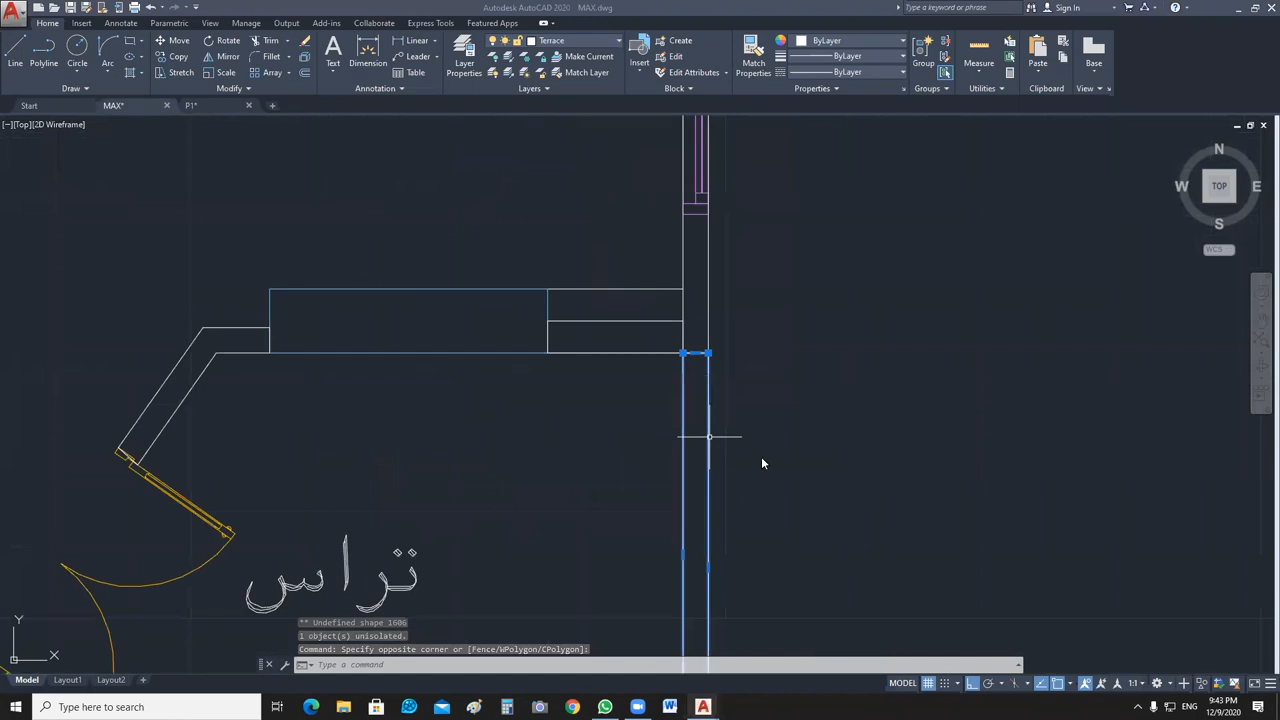 Autodesk AutoCAD 2020 MAX.dwg
Type a keyword or phrase
Sign In
Home Insert Annotate Parametric View Manage Output Add-ins Collaborate Express Tools Featured Apps
Line Polyline Circle Arc
Move Rotate Trim
Copy Mirror Fillet
Stretch Scale Array
Text Dimension
Linear
Leader
Table
Layer Properties
Terrace
Make Current
Match Layer
Insert
Create
Edit
Edit Attributes
Match Properties
ByLayer
ByLayer
ByLayer
Group
Measure
Paste
Base
Draw Modify Annotation Layers Block Properties Groups Utilities Clipboard View
Start MAX* P1*
[−][Top][2D Wireframe]
N
W TOP E
S
WCS
تراس
** Undefined shape 1606
1 object(s) unisolated.
Command: Specify opposite corner or [Fence/WPolygon/CPolygon]:
Type a command
Y
X
Model Layout1 Layout2
MODEL
1:1
Type here to search
ENG
9:43 PM
12/9/2020